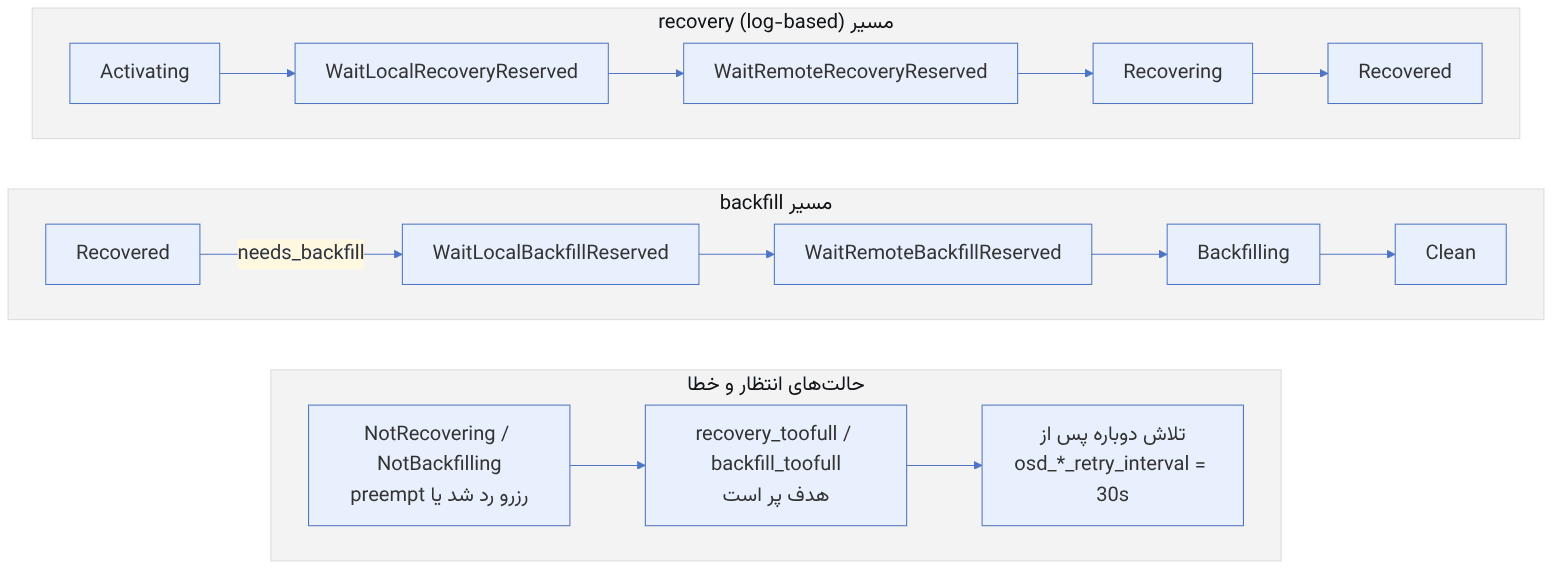 مسیر recovery (log-based)
Activating
WaitLocalRecoveryReserved
WaitRemoteRecoveryReserved
Recovering
Recovered
مسیر backfill
Recovered
needs_backfill
WaitLocalBackfillReserved
WaitRemoteBackfillReserved
Backfilling
Clean
حالت‌های انتظار و خطا
NotRecovering /
NotBackfilling
رزرو رد شد یا preempt
recovery_toofull /
backfill_toofull
هدف پر است
تلاش دوباره پس از
osd_*_retry_interval =
30s